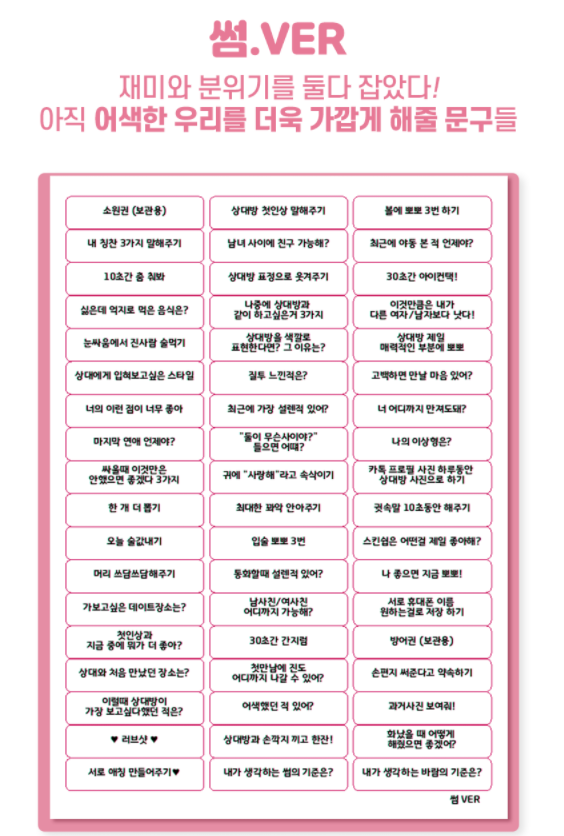 썸.VER
재미와 분위기를 둘다 잡았다!
아직 어색한 우리를 더욱 가깝게 해줄 문구들
소원권 (보관용)
상대방 첫인상 말해주기
볼에 뽀뽀 3번 하기
내 칭찬 3가지 말해주기
남녀 사이에 친구 가능해?
최근에 야동 본 적 언제야?
10초간 춤 춰봐
상대방 표정으로 웃겨주기
30초간 아이컨택!
싫은데 억지로 먹은 음식은?
나중에 상대방과
같이 하고싶은거 3가지
이것만큼은 내가
다른 여자/남자보다 낫다!
눈싸움에서 진사람 술먹기
상대방을 색깔로
표현한다면? 그 이유는?
상대방 제일
매력적인 부분에 뽀뽀
상대에게 입혀보고싶은 스타일
질투 느낀적은?
고백하면 만날 마음 있어?
너의 이런 점이 너무 좋아
최근에 가장 설렌적 있어?
너 어디까지 만져도돼?
마지막 연애 언제야?
"둘이 무슨사이야?"
들으면 어때?
나의 이상형은?
싸울때 이것만은
안했으면 좋겠다 3가지
귀에 "사랑해"라고 속삭이기
카톡 프로필 사진 하루동안
상대방 사진으로 하기
한 개 더 뽑기
최대한 꽈악 안아주기
귓속말 10초동안 해주기
오늘 술값내기
입술 뽀뽀 3번
스킨쉽은 어떤걸 제일 좋아해?
머리 쓰담쓰담해주기
통화할때 설렌적 있어?
나 좋으면 지금 뽀뽀!
가보고싶은 데이트장소는?
남사친/여사친
어디까지 가능해?
서로 휴대폰 이름
원하는걸로 저장 하기
첫인상과
지금 중에 뭐가 더 좋아?
30초간 간지럼
방어권 (보관용)
상대와 처음 만났던 장소는?
첫만남에 진도
어디까지 나갈 수 있어?
손편지 써준다고 약속하기
이럴때 상대방이
가장 보고싶다했던 적은?
어색했던 적 있어?
과거사진 보여줘!
♥ 러브샷 ♥
상대방과 손깍지 끼고 한잔!
화났을 때 어떻게
해줬으면 좋겠어?
서로 애칭 만들어주기♥
내가 생각하는 썸의 기준은?
내가 생각하는 바람의 기준은?
썸 VER